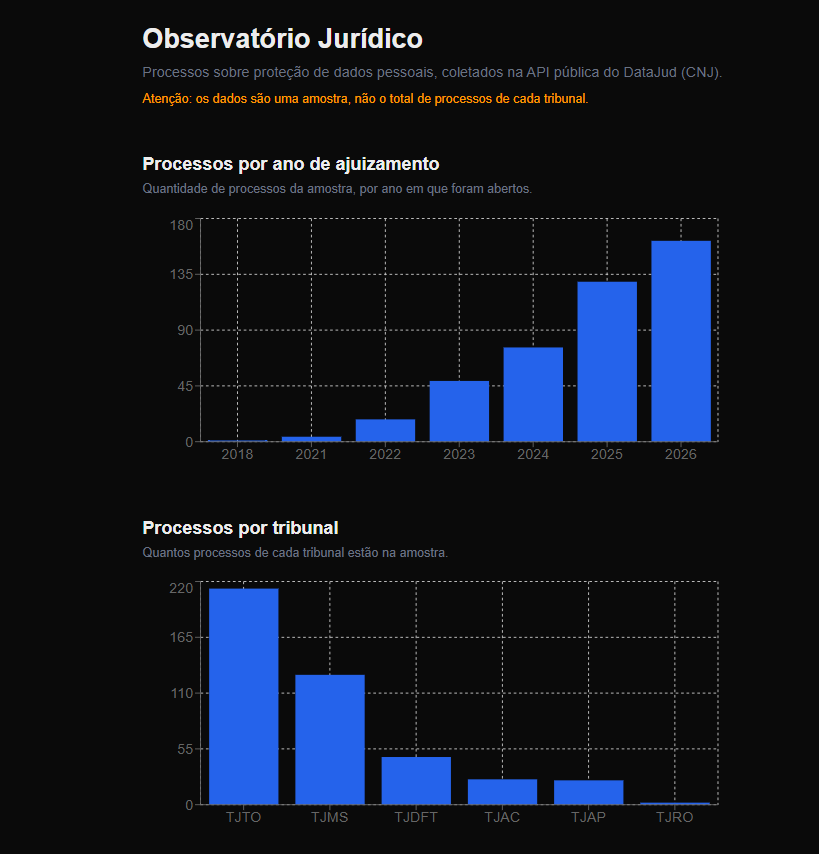 Observatório Jurídico
Processos sobre proteção de dados pessoais, coletados na API pública do DataJud (CNJ).
Atenção: os dados são uma amostra, não o total de processos de cada tribunal.
Processos por ano de ajuizamento
Quantidade de processos da amostra, por ano em que foram abertos.
180
135
90
45
0
2018 2021 2022 2023 2024 2025 2026
Processos por tribunal
Quantos processos de cada tribunal estão na amostra.
220
165
110
55
0
TJTO TJMS TJDFT TJAC TJAP TJRO